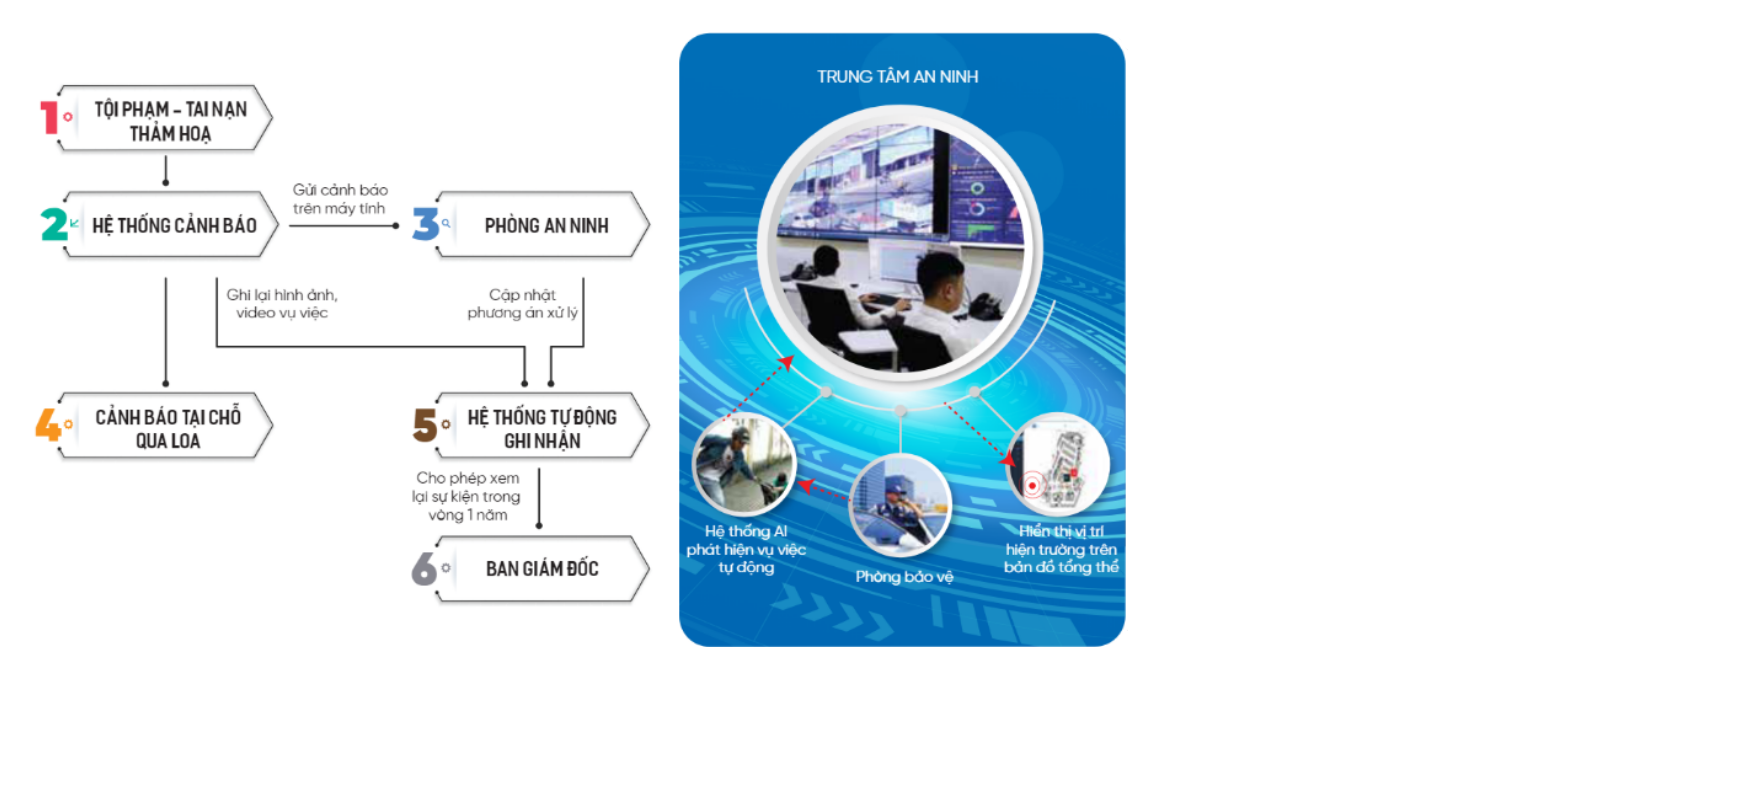 1
TỘI PHẠM – TAI NẠN
THẢM HOẠ
2
HỆ THỐNG CẢNH BÁO
Gửi cảnh báo
trên máy tính
3
PHÒNG AN NINH
Ghi lại hình ảnh,
video vụ việc
Cập nhật
phương án xử lý
4
CẢNH BÁO TẠI CHỖ
QUA LOA
5
HỆ THỐNG TỰ ĐỘNG
GHI NHẬN
Cho phép xem
lại sự kiện trong
vòng 1 năm
6
BAN GIÁM ĐỐC
TRUNG TÂM AN NINH
Hệ thống AI
phát hiện vụ việc
tự động
Phòng bảo vệ
Hiển thị vị trí
hiện trường trên
bản đồ tổng thể